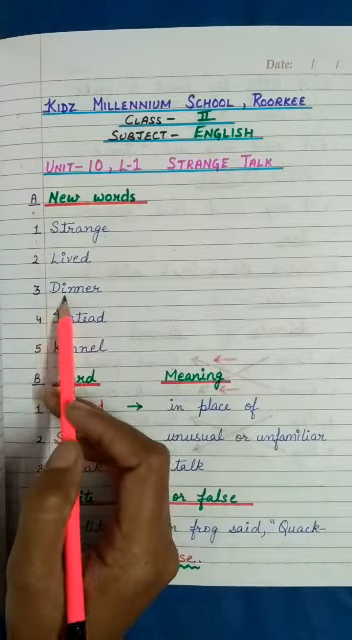 Date: / /
Kidz Millennium School, Roorkee
Class- II
Subject- English
Unit-10, L-1 Strange Talk
A New words
1 Strange
2 Lived
3 Dinner
4
5
B. Meaning
1. → in place of
2. unusual or unfamiliar
3 talk
or false
frog said, "Quack-